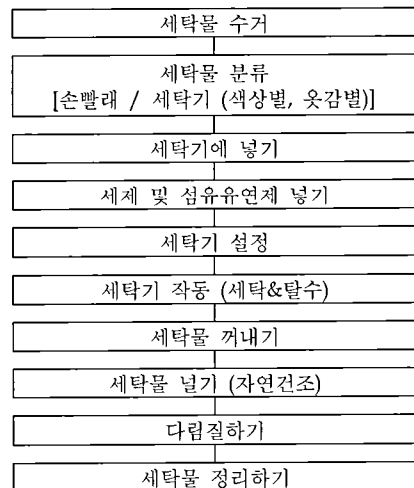 세탁물 수거
세탁물 분류
[손빨래 / 세탁기 (색상별, 옷감별)]
세탁기에 넣기
세제 및 섬유유연제 넣기
세탁기 설정
세탁기 작동 (세탁&탈수)
세탁물 꺼내기
세탁물 널기 (자연건조)
다림질하기
세탁물 정리하기